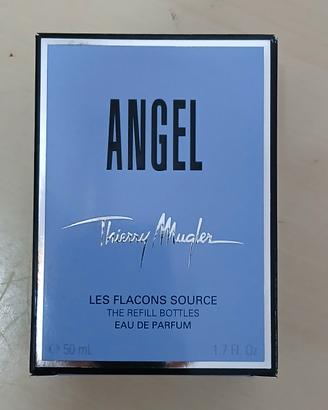 ANGEL
Thierry Mugler
LES FLACONS SOURCE
THE REFILL BOTTLES
EAU DE PARFUM
℮ 50 mL 1.7 Fl. Oz